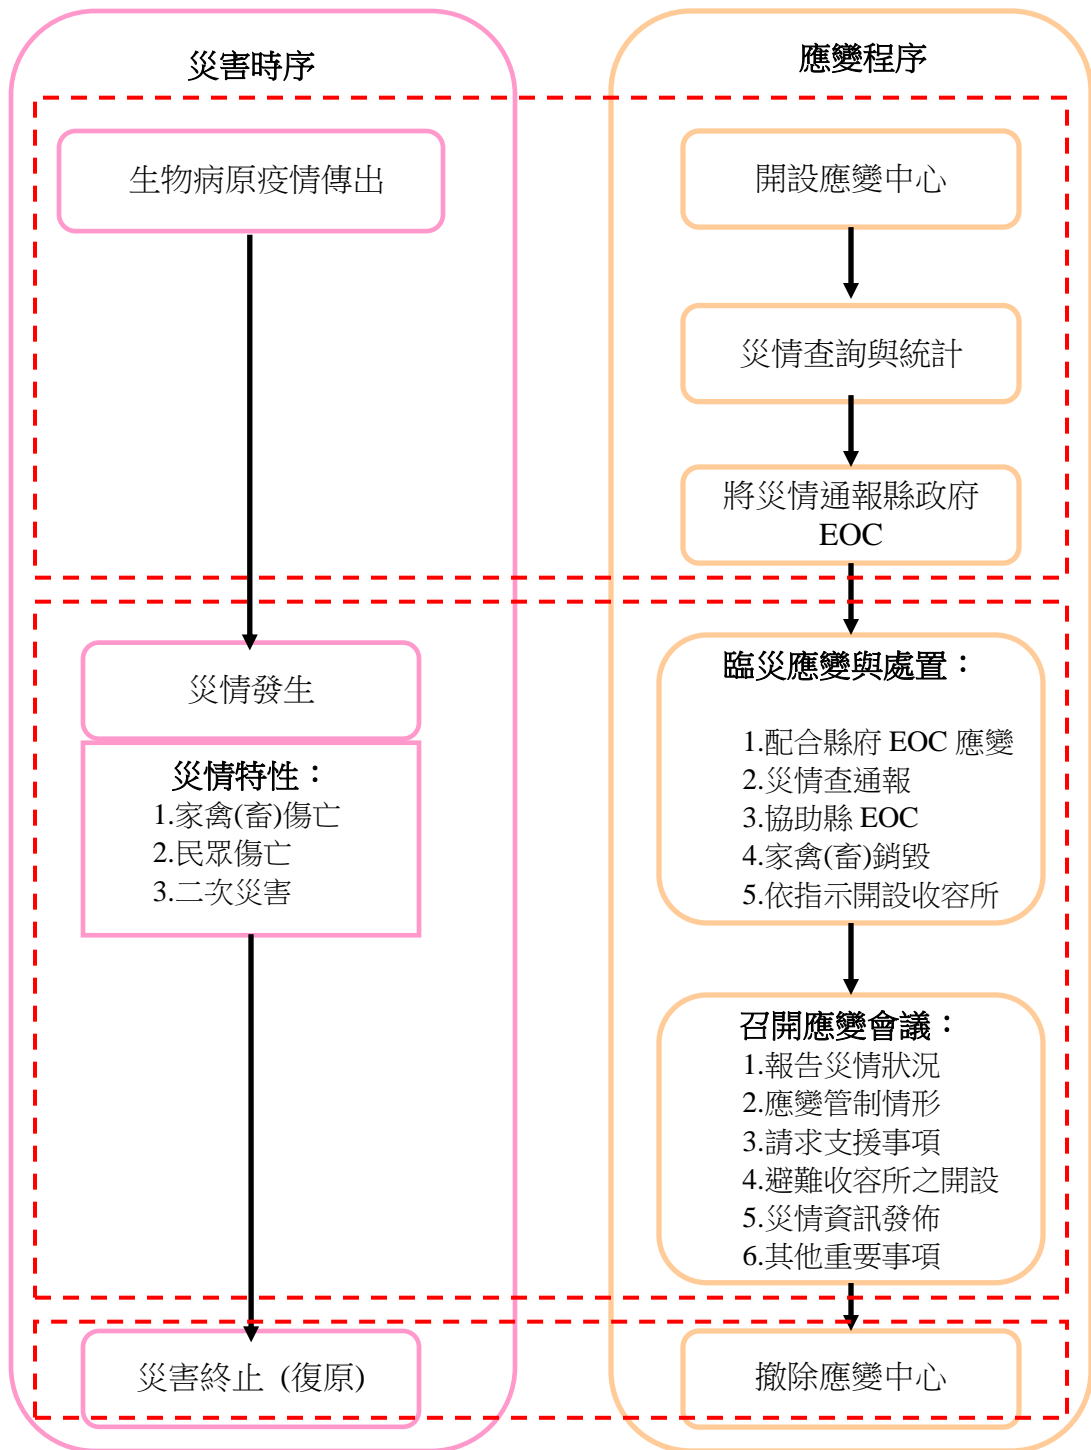 災害時序
生物病原疫情傳出
災情發生
災情特性：
1.家禽(畜)傷亡
2.民眾傷亡
3.二次災害
災害終止 (復原)
應變程序
開設應變中心
災情查詢與統計
將災情通報縣政府
EOC
臨災應變與處置：
1.配合縣府 EOC 應變
2.災情查通報
3.協助縣 EOC
4.家禽(畜)銷毀
5.依指示開設收容所
召開應變會議：
1.報告災情狀況
2.應變管制情形
3.請求支援事項
4.避難收容所之開設
5.災情資訊發佈
6.其他重要事項
撤除應變中心